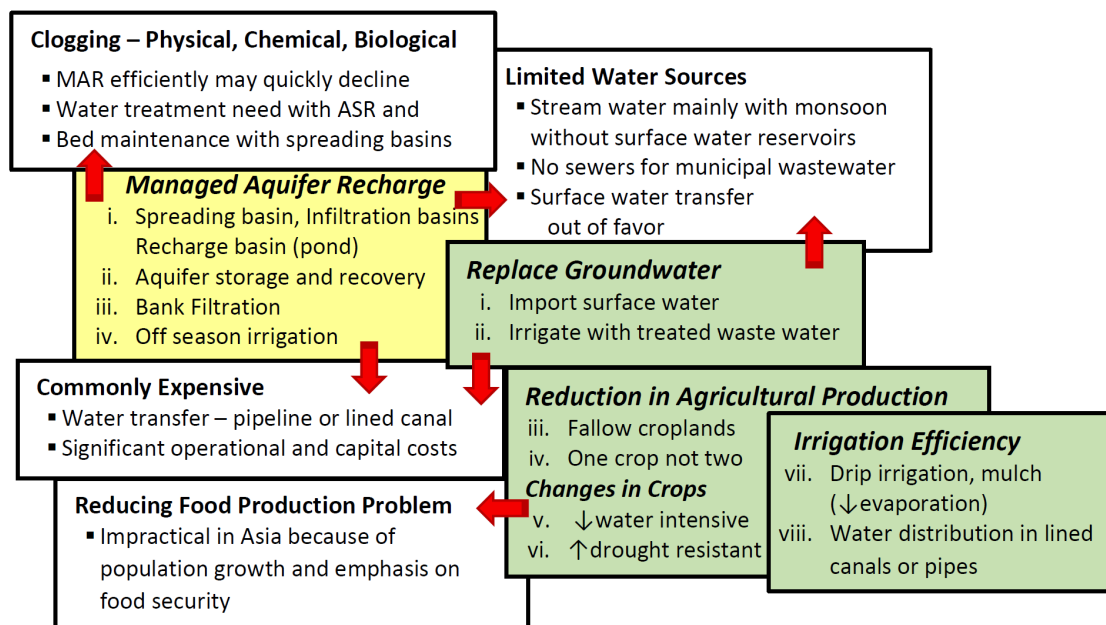 Clogging – Physical, Chemical, Biological
▪ MAR efficiently may quickly decline
▪ Water treatment need with ASR and
▪ Bed maintenance with spreading basins
Limited Water Sources
▪ Stream water mainly with monsoon
without surface water reservoirs
▪ No sewers for municipal wastewater
▪ Surface water transfer
out of favor
Managed Aquifer Recharge
i. Spreading basin, Infiltration basins
Recharge basin (pond)
ii. Aquifer storage and recovery
iii. Bank Filtration
iv. Off season irrigation
Replace Groundwater
i. Import surface water
ii. Irrigate with treated waste water
Commonly Expensive
▪ Water transfer – pipeline or lined canal
▪ Significant operational and capital costs
Reduction in Agricultural Production
iii. Fallow croplands
iv. One crop not two
Changes in Crops
v. ↓water intensive
vi. ↑drought resistant
Irrigation Efficiency
vii. Drip irrigation, mulch
(↓evaporation)
viii. Water distribution in lined
canals or pipes
Reducing Food Production Problem
▪ Impractical in Asia because of
population growth and emphasis on
food security